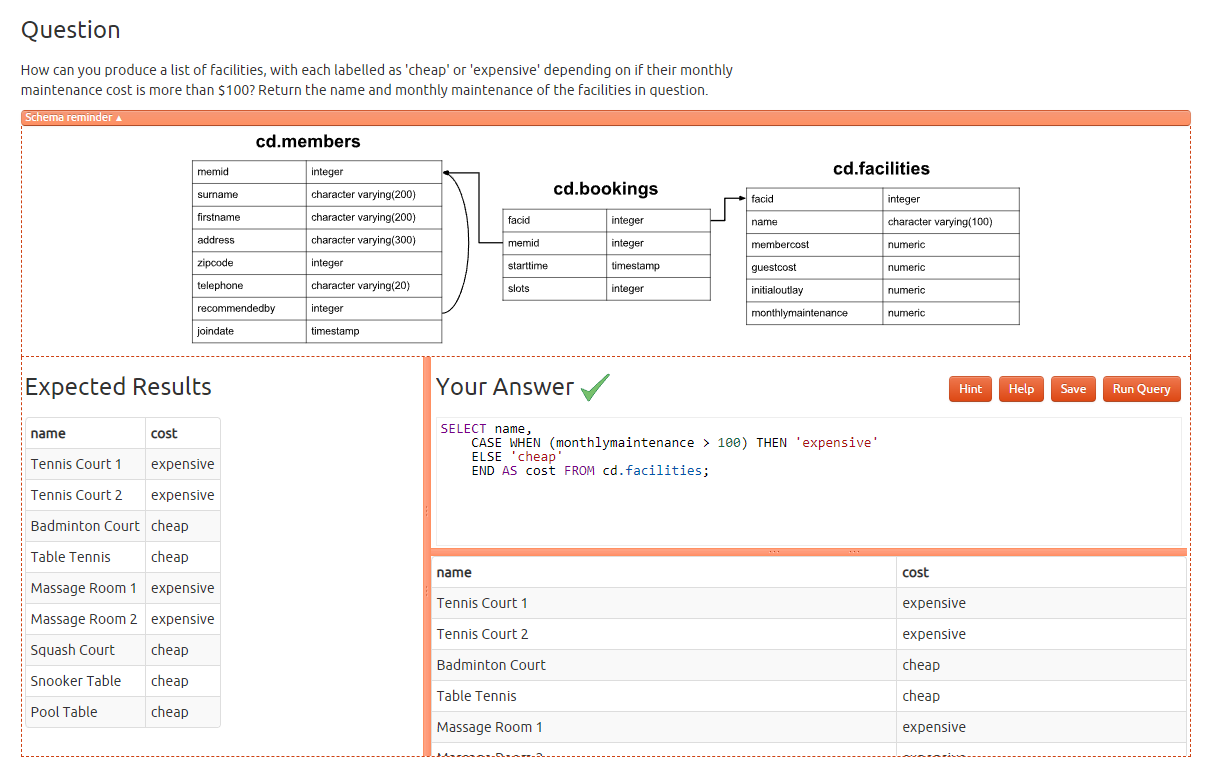 Question
How can you produce a list of facilities, with each labelled as 'cheap' or 'expensive' depending on if their monthly
maintenance cost is more than $100? Return the name and monthly maintenance of the facilities in question.
Schema reminder ▲
cd.members
memid integer
surname character varying(200)
firstname character varying(200)
address character varying(300)
zipcode integer
telephone character varying(20)
recommendedby integer
joindate timestamp
cd.bookings
facid integer
memid integer
starttime timestamp
slots integer
cd.facilities
facid integer
name character varying(100)
membercost numeric
guestcost numeric
initialoutlay numeric
monthlymaintenance numeric
Expected Results
name cost
Tennis Court 1 expensive
Tennis Court 2 expensive
Badminton Court cheap
Table Tennis cheap
Massage Room 1 expensive
Massage Room 2 expensive
Squash Court cheap
Snooker Table cheap
Pool Table cheap
Your Answer
Hint Help Save Run Query
SELECT name,
    CASE WHEN (monthlymaintenance > 100) THEN 'expensive'
    ELSE 'cheap'
    END AS cost FROM cd.facilities;
name cost
Tennis Court 1 expensive
Tennis Court 2 expensive
Badminton Court cheap
Table Tennis cheap
Massage Room 1 expensive